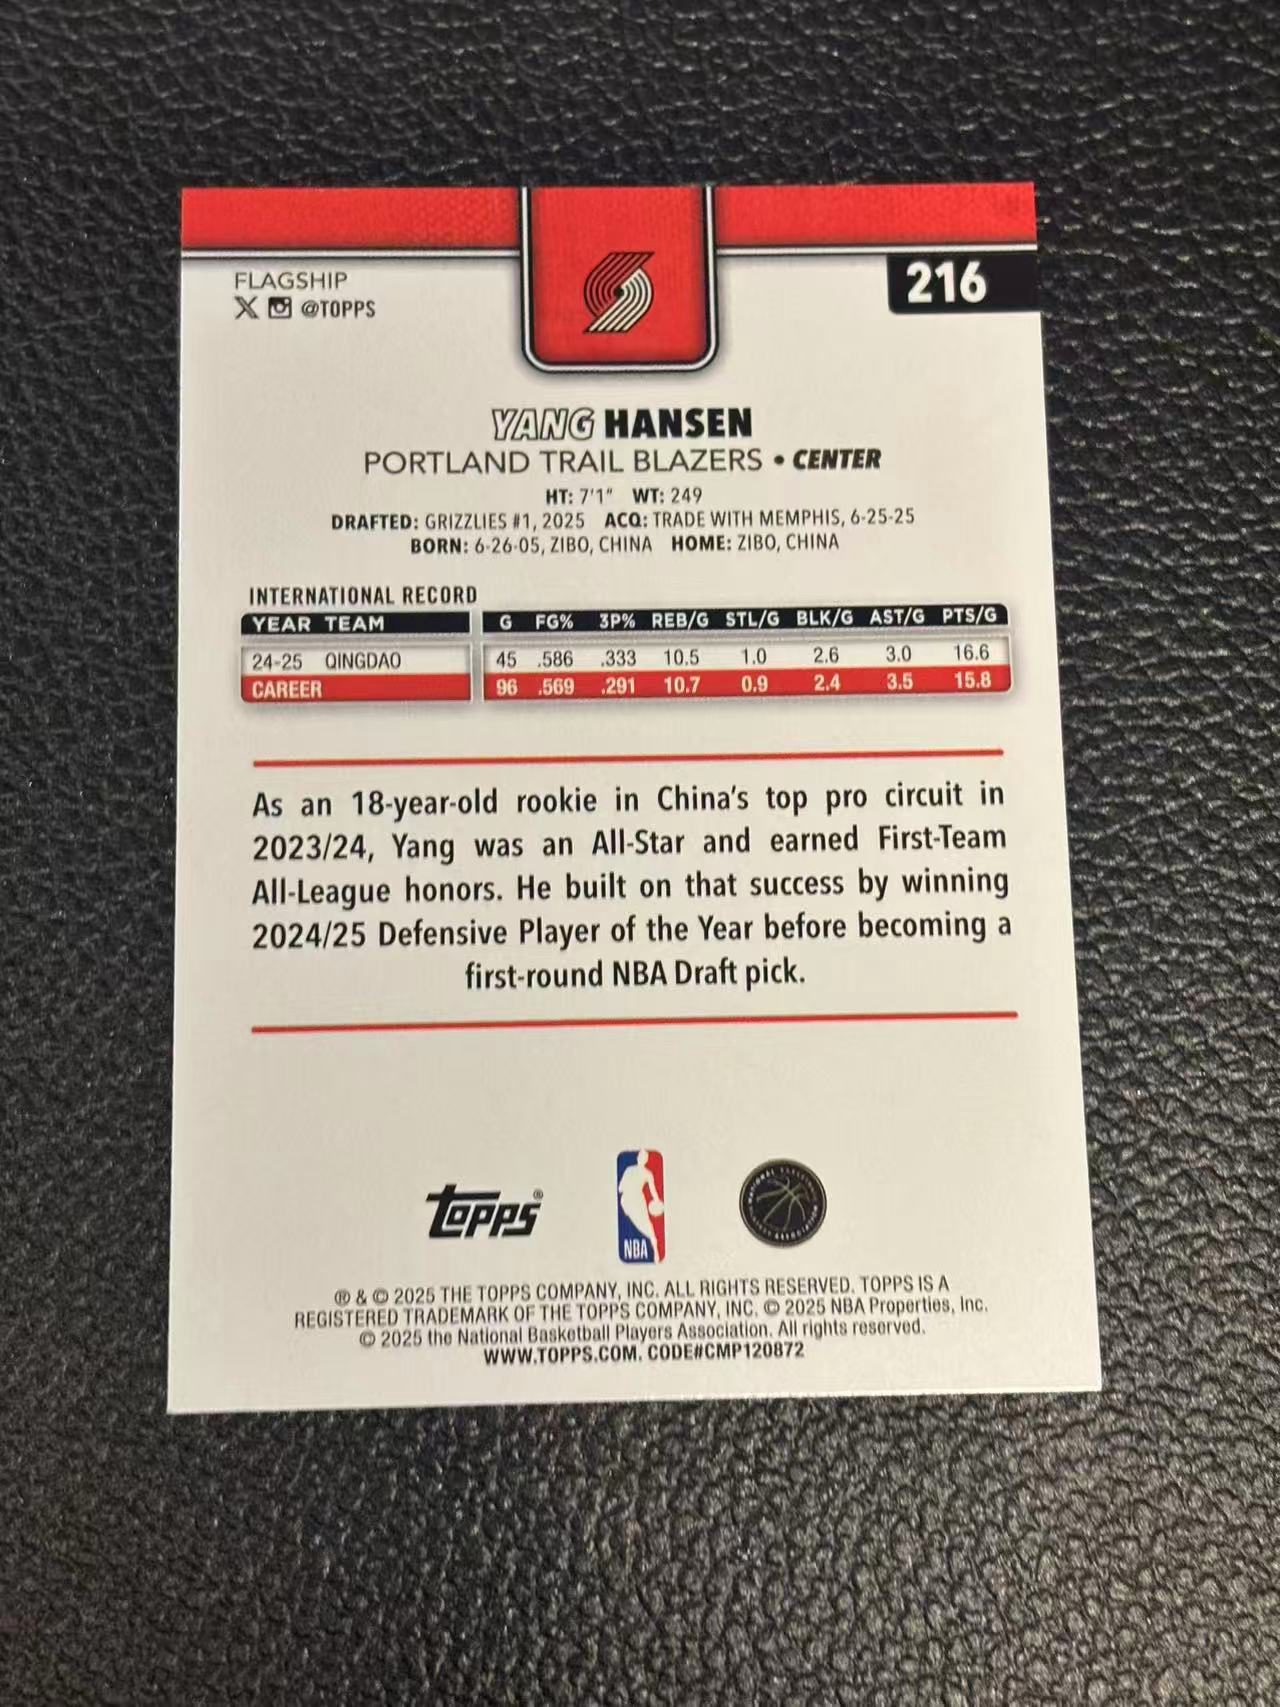 FLAGSHIP
216
X @TOPPS
YANG HANSEN
PORTLAND TRAIL BLAZERS • CENTER
HT: 7'1" WT: 249
DRAFTED: GRIZZLIES #1, 2025 ACQ: TRADE WITH MEMPHIS, 6-25-25
BORN: 6-26-05, ZIBO, CHINA HOME: ZIBO, CHINA
INTERNATIONAL RECORD
YEAR TEAM G FG% 3P% REB/G STL/G BLK/G AST/G PTS/G
24-25 QINGDAO 45 .586 .333 10.5 1.0 2.6 3.0 16.6
CAREER 96 .569 .291 10.7 0.9 2.4 3.5 15.8
As an 18-year-old rookie in China's top pro circuit in
2023/24, Yang was an All-Star and earned First-Team
All-League honors. He built on that success by winning
2024/25 Defensive Player of the Year before becoming a
first-round NBA Draft pick.
topps®
NBA
® & © 2025 THE TOPPS COMPANY, INC. ALL RIGHTS RESERVED. TOPPS IS A
REGISTERED TRADEMARK OF THE TOPPS COMPANY, INC. © 2025 NBA Properties, Inc.
© 2025 the National Basketball Players Association. All rights reserved.
WWW.TOPPS.COM. CODE#CMP120872